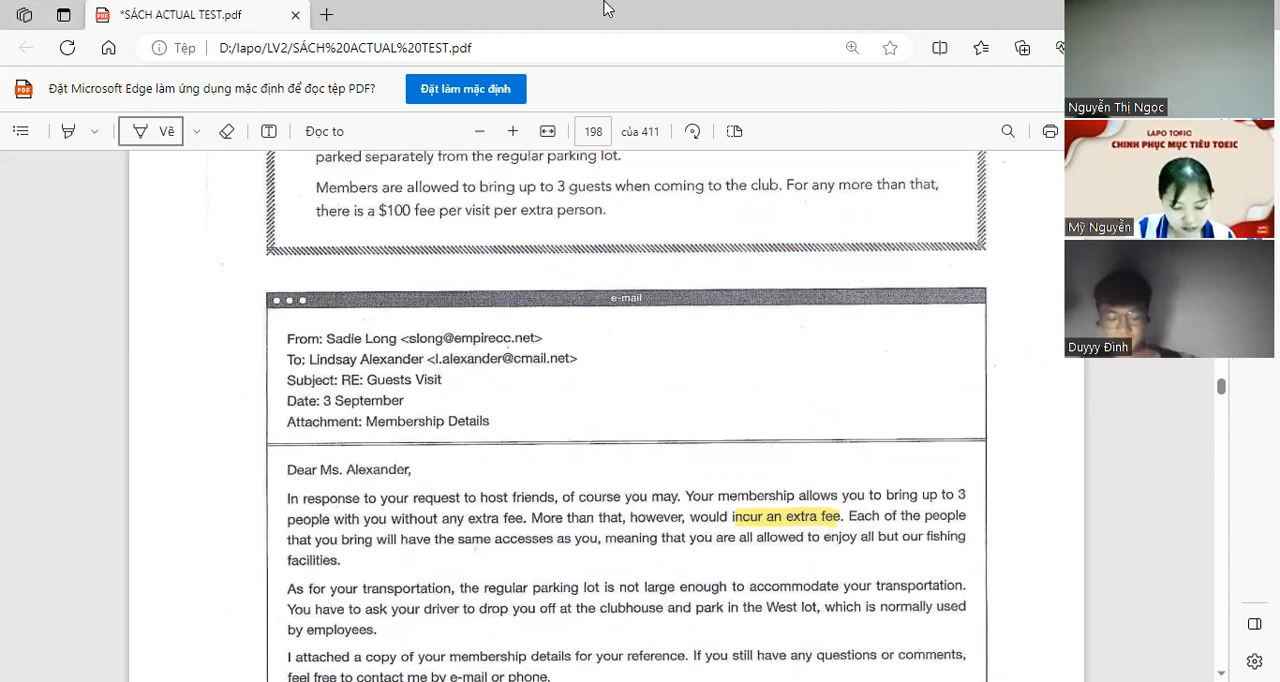 *SÁCH ACTUAL TEST.pdf
Tệp
D:/lapo/LV2/SÁCH%20ACTUAL%20TEST.pdf
Đặt Microsoft Edge làm ứng dụng mặc định để đọc tệp PDF?
Đặt làm mặc định
Vẽ
Đọc to
198
của 411
parked separately from the regular parking lot.
Members are allowed to bring up to 3 guests when coming to the club. For any more than that,
there is a $100 fee per visit per extra person.
e-mail
From: Sadie Long <slong@empirecc.net>
To: Lindsay Alexander <l.alexander@cmail.net>
Subject: RE: Guests Visit
Date: 3 September
Attachment: Membership Details
Dear Ms. Alexander,
In response to your request to host friends, of course you may. Your membership allows you to bring up to 3
people with you without any extra fee. More than that, however, would incur an extra fee. Each of the people
that you bring will have the same accesses as you, meaning that you are all allowed to enjoy all but our fishing
facilities.
As for your transportation, the regular parking lot is not large enough to accommodate your transportation.
You have to ask your driver to drop you off at the clubhouse and park in the West lot, which is normally used
by employees.
I attached a copy of your membership details for your reference. If you still have any questions or comments,
feel free to contact me by e-mail or phone.
Nguyễn Thị Ngọc
LAPO TOEIC
CHINH PHỤC MỤC TIÊU TOEIC
Mỹ Nguyễn
Duyyy Đình